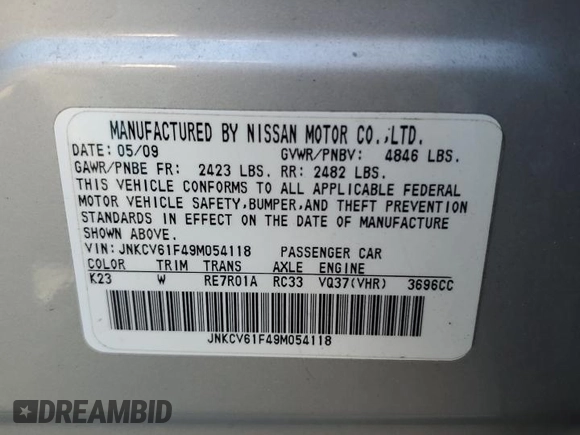 MANUFACTURED BY NISSAN MOTOR CO.,LTD.
DATE: 05/09 GVWR/PNBV: 4846 LBS.
GAWR/PNBE FR: 2423 LBS. RR: 2482 LBS.
THIS VEHICLE CONFORMS TO ALL APPLICABLE FEDERAL
MOTOR VEHICLE SAFETY,BUMPER,AND THEFT PREVENTION
STANDARDS IN EFFECT ON THE DATE OF MANUFACTURE
SHOWN ABOVE.
VIN: JNKCV61F49M054118 PASSENGER CAR
COLOR TRIM TRANS AXLE ENGINE
K23 W RE7R01A RC33 VQ37(VHR) 3696CC
JNKCV61F49M054118
DREAMBID